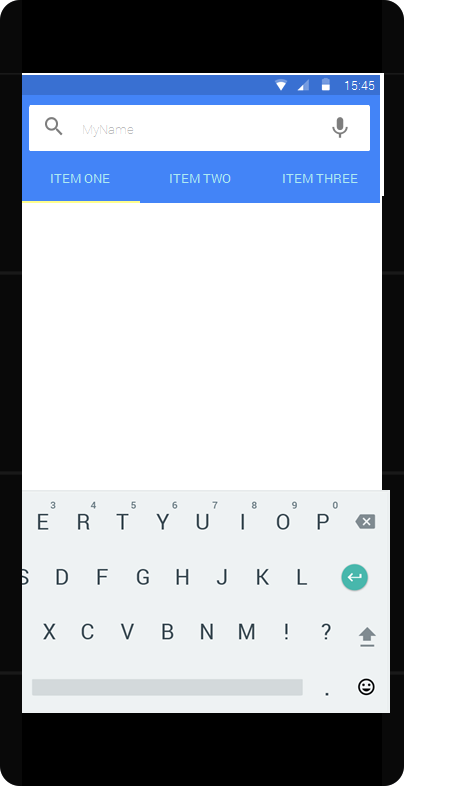 15:45
MyName
ITEM ONE ITEM TWO ITEM THREE
3 4 5 6 7 8 9 0
E R T Y U I O P
S D F G H J K L
X C V B N M ! ?
.